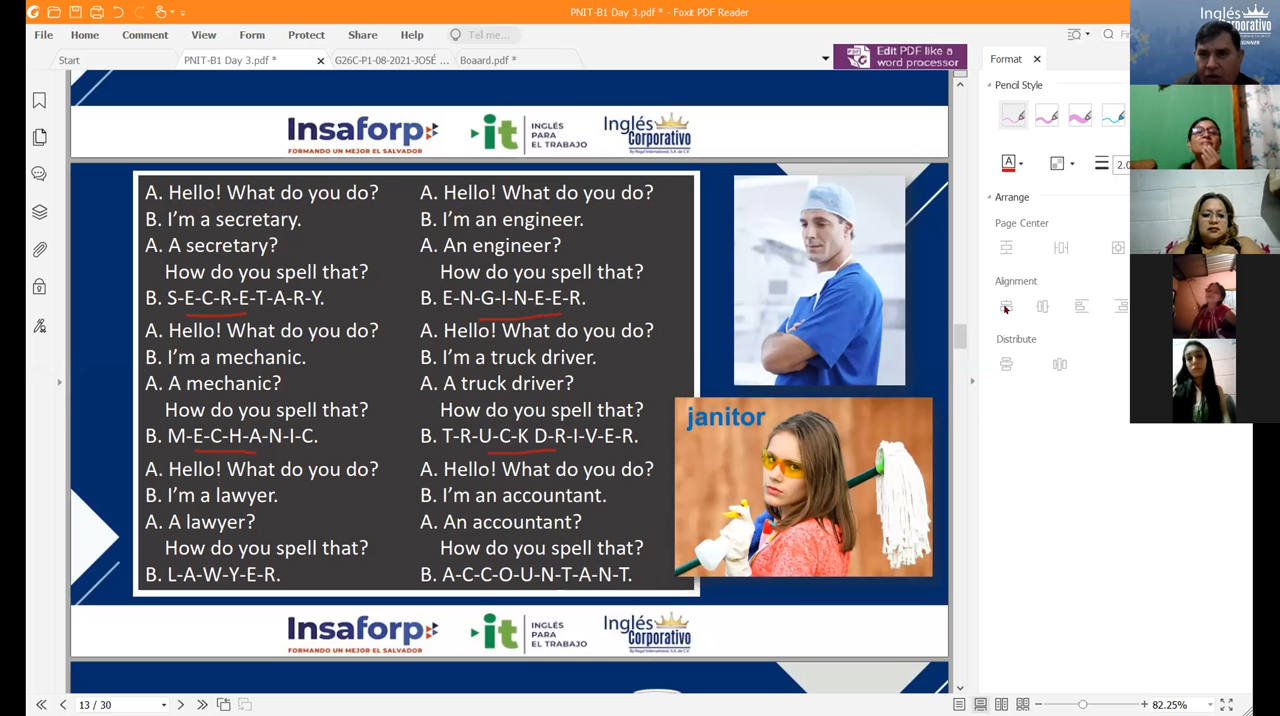 PNIT-B1 Day 3.pdf * - Foxit PDF Reader
File Home Comment View Form Protect Share Help Tell me...
Start PNIT-B1 Day 3.pdf * G26C-P1-08-2021-JOSÉ ... Boaard.pdf *
Edit PDF like a
word processor
Format
Pencil Style
2.0
Arrange
Page Center
Alignment
Distribute
Inglés
Corporativo
Insaforp
FORMANDO UN MEJOR EL SALVADOR
it
INGLÉS
PARA
EL TRABAJO
Inglés
Corporativo
A. Hello! What do you do?
B. I'm a secretary.
A. A secretary?
How do you spell that?
B. S-E-C-R-E-T-A-R-Y.
A. Hello! What do you do?
B. I'm a mechanic.
A. A mechanic?
How do you spell that?
B. M-E-C-H-A-N-I-C.
A. Hello! What do you do?
B. I'm a lawyer.
A. A lawyer?
How do you spell that?
B. L-A-W-Y-E-R.
A. Hello! What do you do?
B. I'm an engineer.
A. An engineer?
How do you spell that?
B. E-N-G-I-N-E-E-R.
A. Hello! What do you do?
B. I'm a truck driver.
A. A truck driver?
How do you spell that?
B. T-R-U-C-K D-R-I-V-E-R.
A. Hello! What do you do?
B. I'm an accountant.
A. An accountant?
How do you spell that?
B. A-C-C-O-U-N-T-A-N-T.
janitor
Insaforp
FORMANDO UN MEJOR EL SALVADOR
it
INGLÉS
PARA
EL TRABAJO
Inglés
Corporativo
13 / 30
82.25%